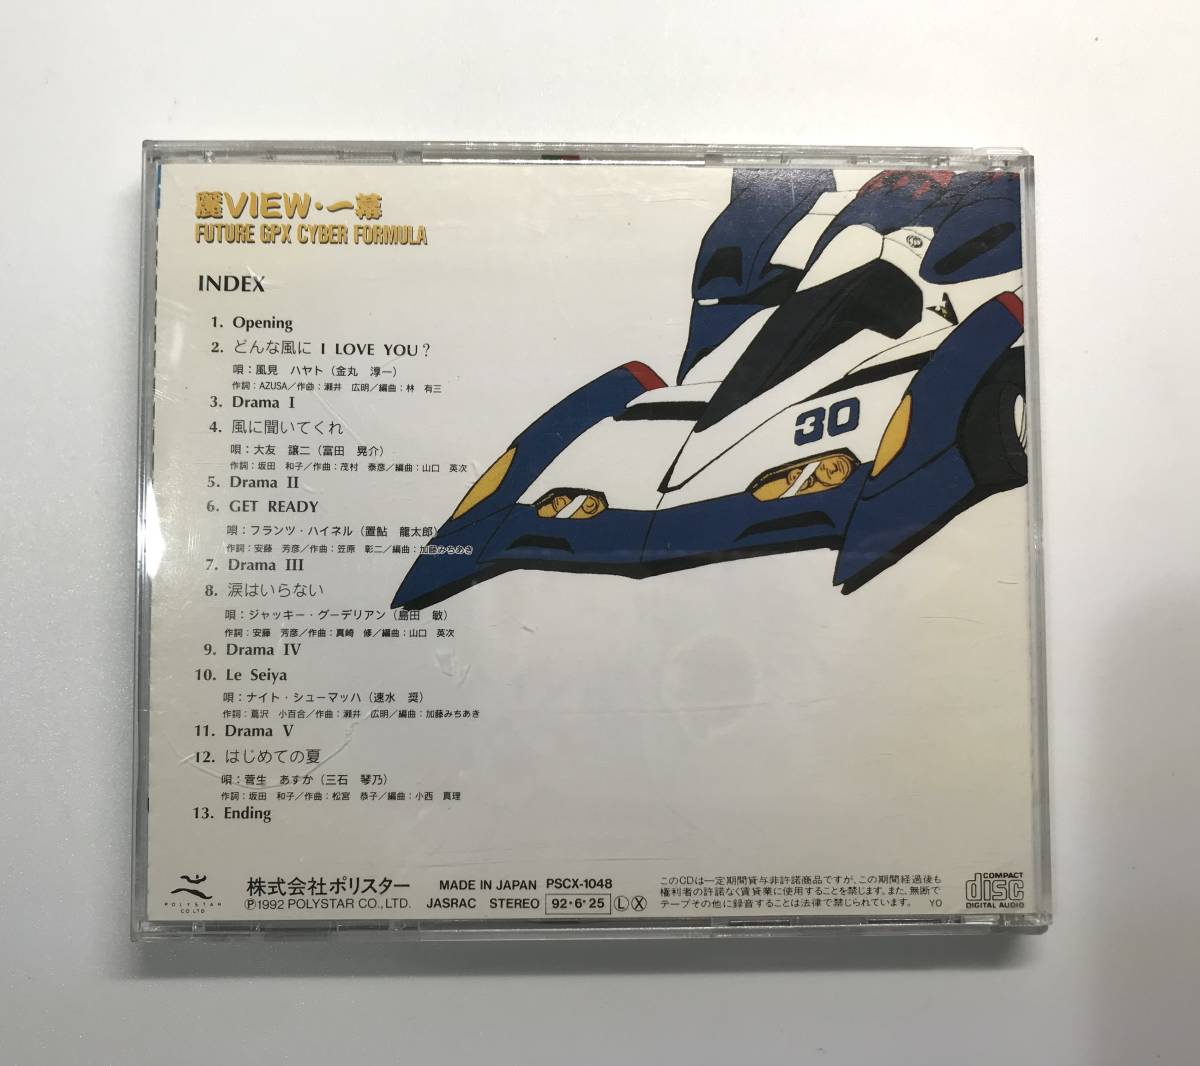 麗VIEW・一幕
FUTURE GPX CYBER FORMULA
INDEX
1. Opening
2. どんな風に I LOVE YOU?
唄：風見 ハヤト（金丸 淳一）
作詞：AZUSA／作曲：瀬井 広明／編曲：林 有三
3. Drama I
4. 風に聞いてくれ
唄：大友 譲二（富田 晃介）
作詞：坂田 和子／作曲：茂村 泰彦／編曲：山口 英次
5. Drama II
6. GET READY
唄：フランツ・ハイネル（置鮎 龍太郎）
作詞：安藤 芳彦／作曲：笠原 彰二／編曲：加藤みちあき
7. Drama III
8. 涙はいらない
唄：ジャッキー・グーデリアン（島田 敏）
作詞：安藤 芳彦／作曲：真崎 修／編曲：山口 英次
9. Drama IV
10. Le Seiya
唄：ナイト・シューマッハ（速水 奨）
作詞：蔦沢 小百合／作曲：瀬井 広明／編曲：加藤みちあき
11. Drama V
12. はじめての夏
唄：菅生 あすか（三石 琴乃）
作詞：坂田 和子／作曲：松宮 恭子／編曲：小西 真理
13. Ending
30
POLYSTAR
CO LTD
株式会社ポリスター
Ⓟ1992 POLYSTAR CO., LTD.
MADE IN JAPAN PSCX-1048
JASRAC STEREO 92・6・25 Ⓛ Ⓧ
このCDは一定期間貸与非許諾商品ですが、この期間経過後も
権利者の許諾なく賃貸業に使用することを禁じます。また、無断で
テープその他に録音することは法律で禁じられています。 YO
COMPACT
disc
DIGITAL AUDIO